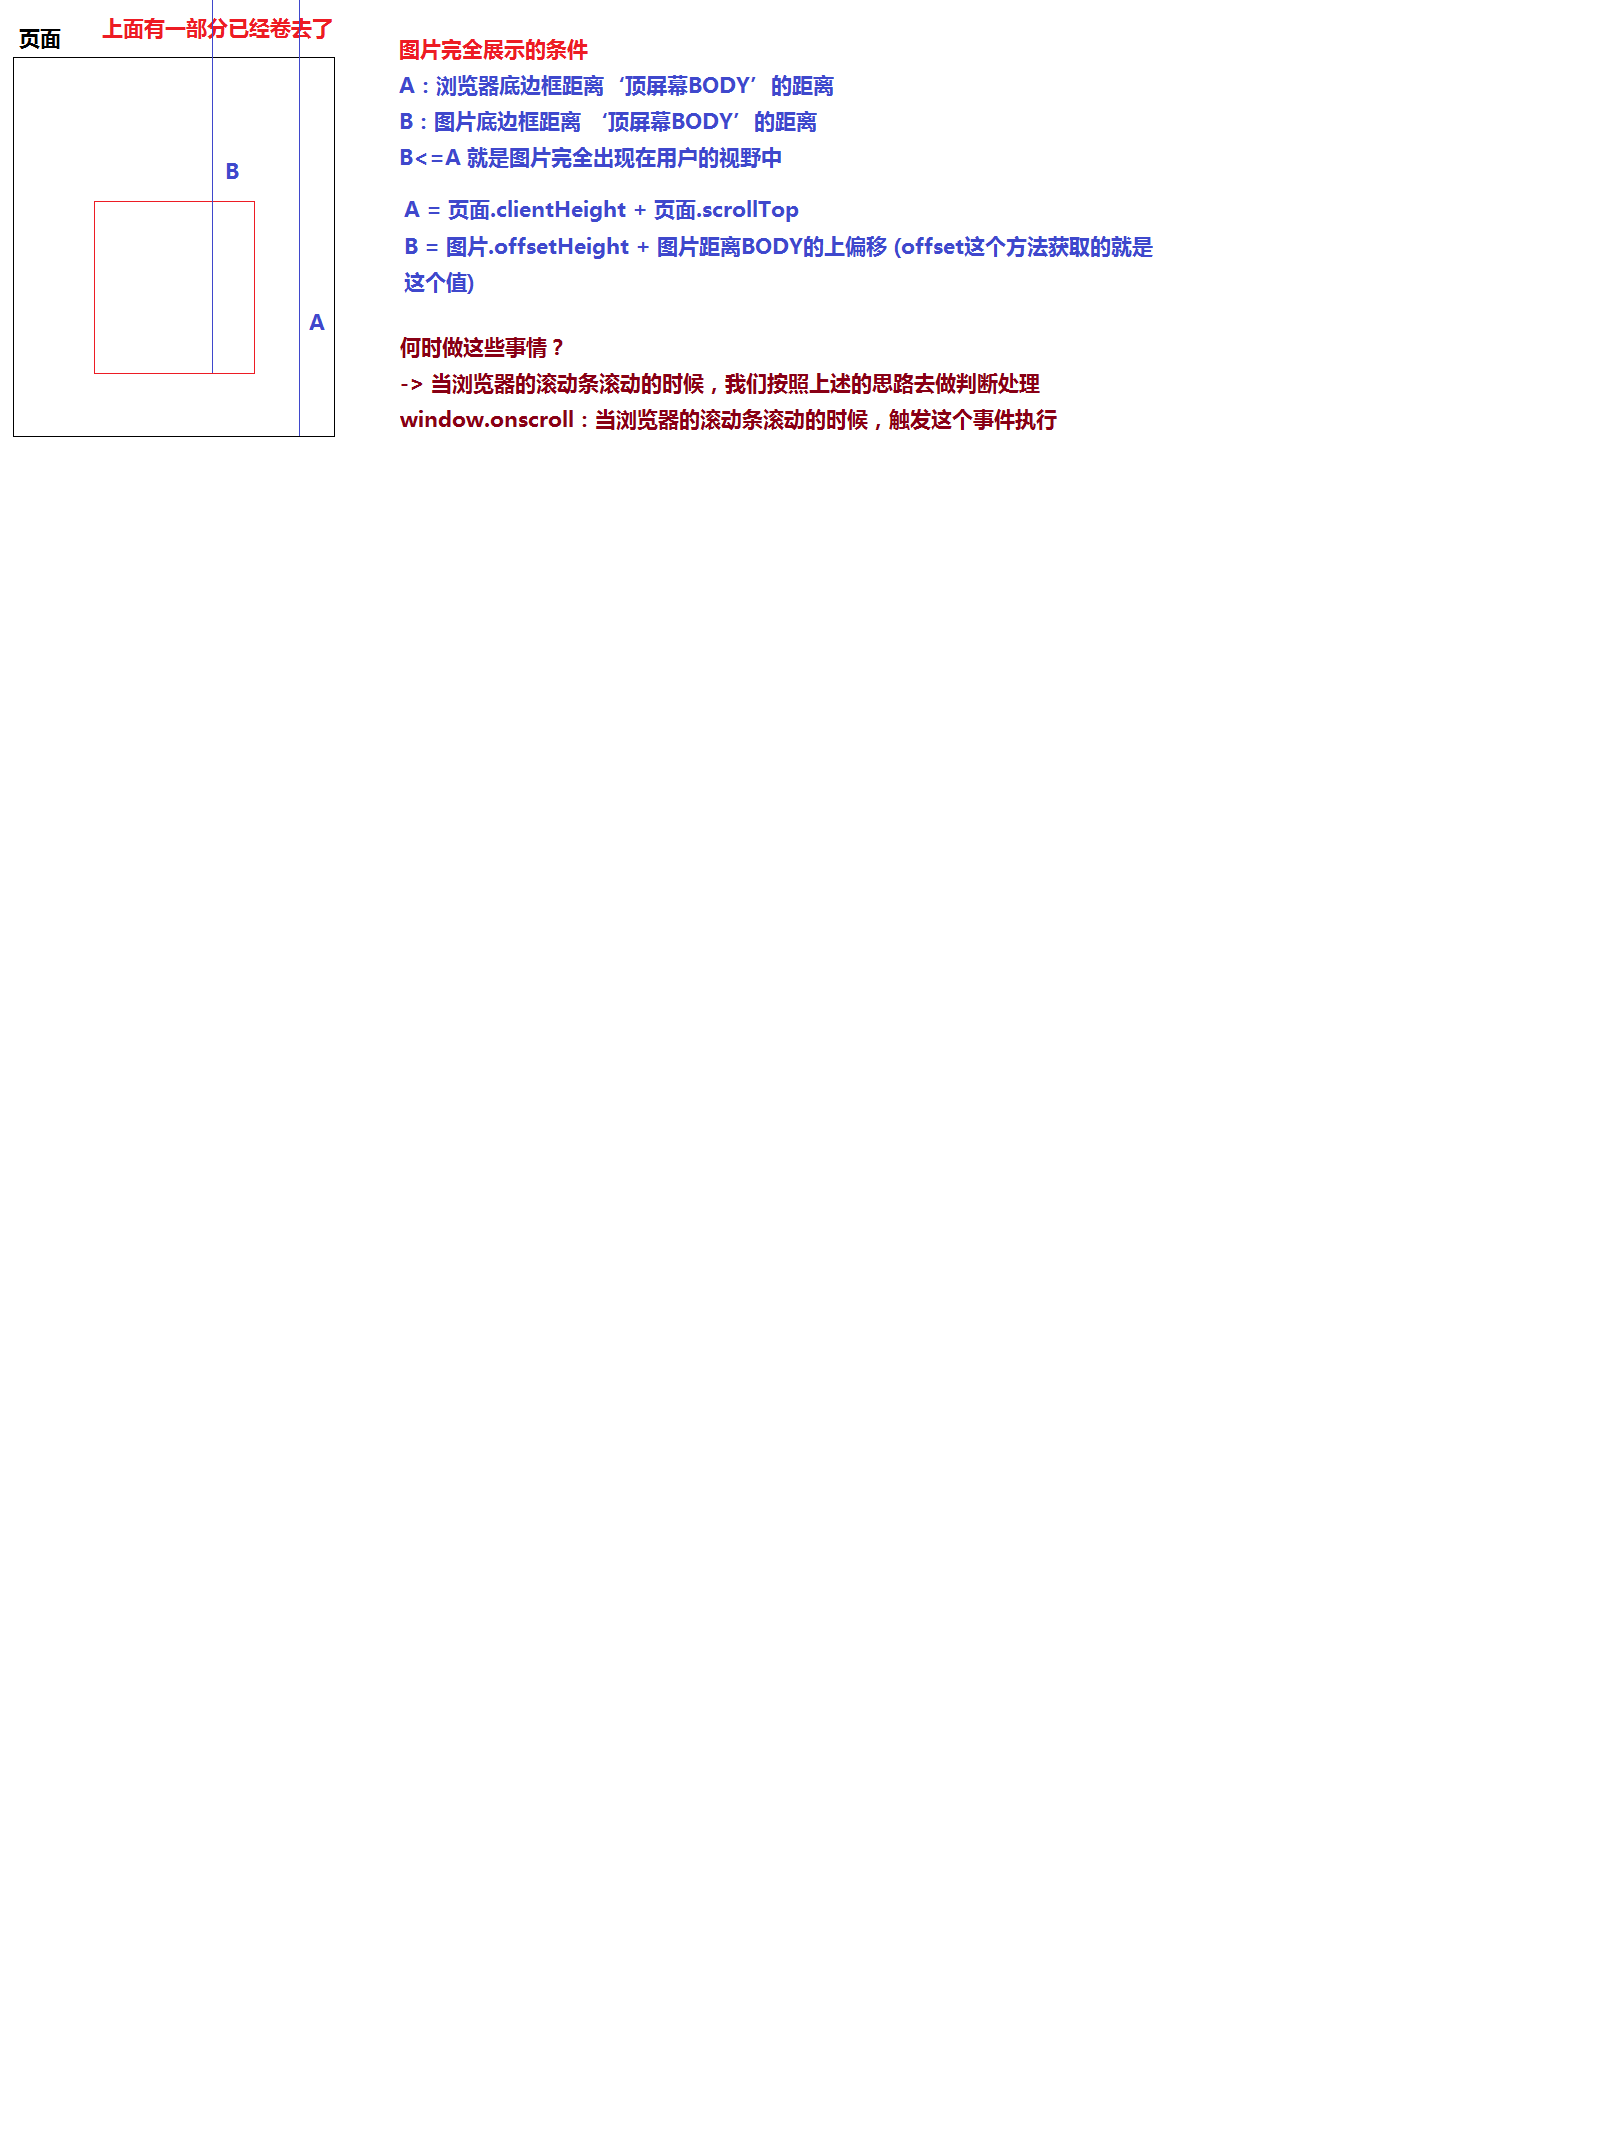 上面有一部分已经卷去了
页面
B
A
图片完全展示的条件
A：浏览器底边框距离‘顶屏幕BODY’的距离
B：图片底边框距离 ‘顶屏幕BODY’的距离
B<=A 就是图片完全出现在用户的视野中
A = 页面.clientHeight + 页面.scrollTop
B = 图片.offsetHeight + 图片距离BODY的上偏移 (offset这个方法获取的就是
这个值)
何时做这些事情？
-> 当浏览器的滚动条滚动的时候，我们按照上述的思路去做判断处理
window.onscroll：当浏览器的滚动条滚动的时候，触发这个事件执行